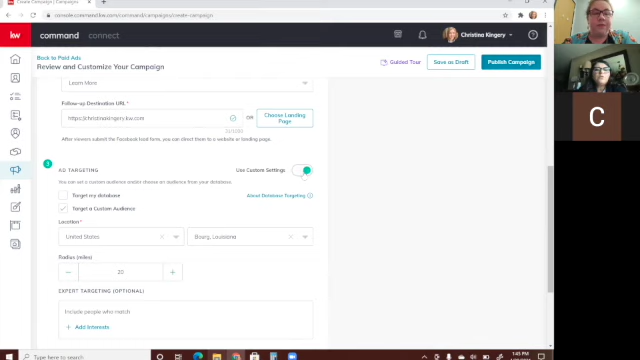 Create Campaign | Campaigns | C
console.command.kw.com/command/campaigns/create-campaign
kw command connect Christina Kingery
Back to Paid Ads
Review and Customize Your Campaign
Guided Tour
Save as Draft
Publish Campaign
Learn More
Follow-up Destination URL *
https://christinakingery.kw.com
OR
Choose Landing Page
After viewers submit the Facebook lead form, you can direct them to a website or landing page.
3
AD TARGETING
Use Custom Settings
You can set a custom audience and/or choose an audience from your database.
Target my database
About Database Targeting
Target a Custom Audience
Location *
United States
Bourg, Louisiana
Radius (miles)
20
EXPERT TARGETING (OPTIONAL)
Include people who match
+ Add Interests
Type here to search
1:45 PM
C